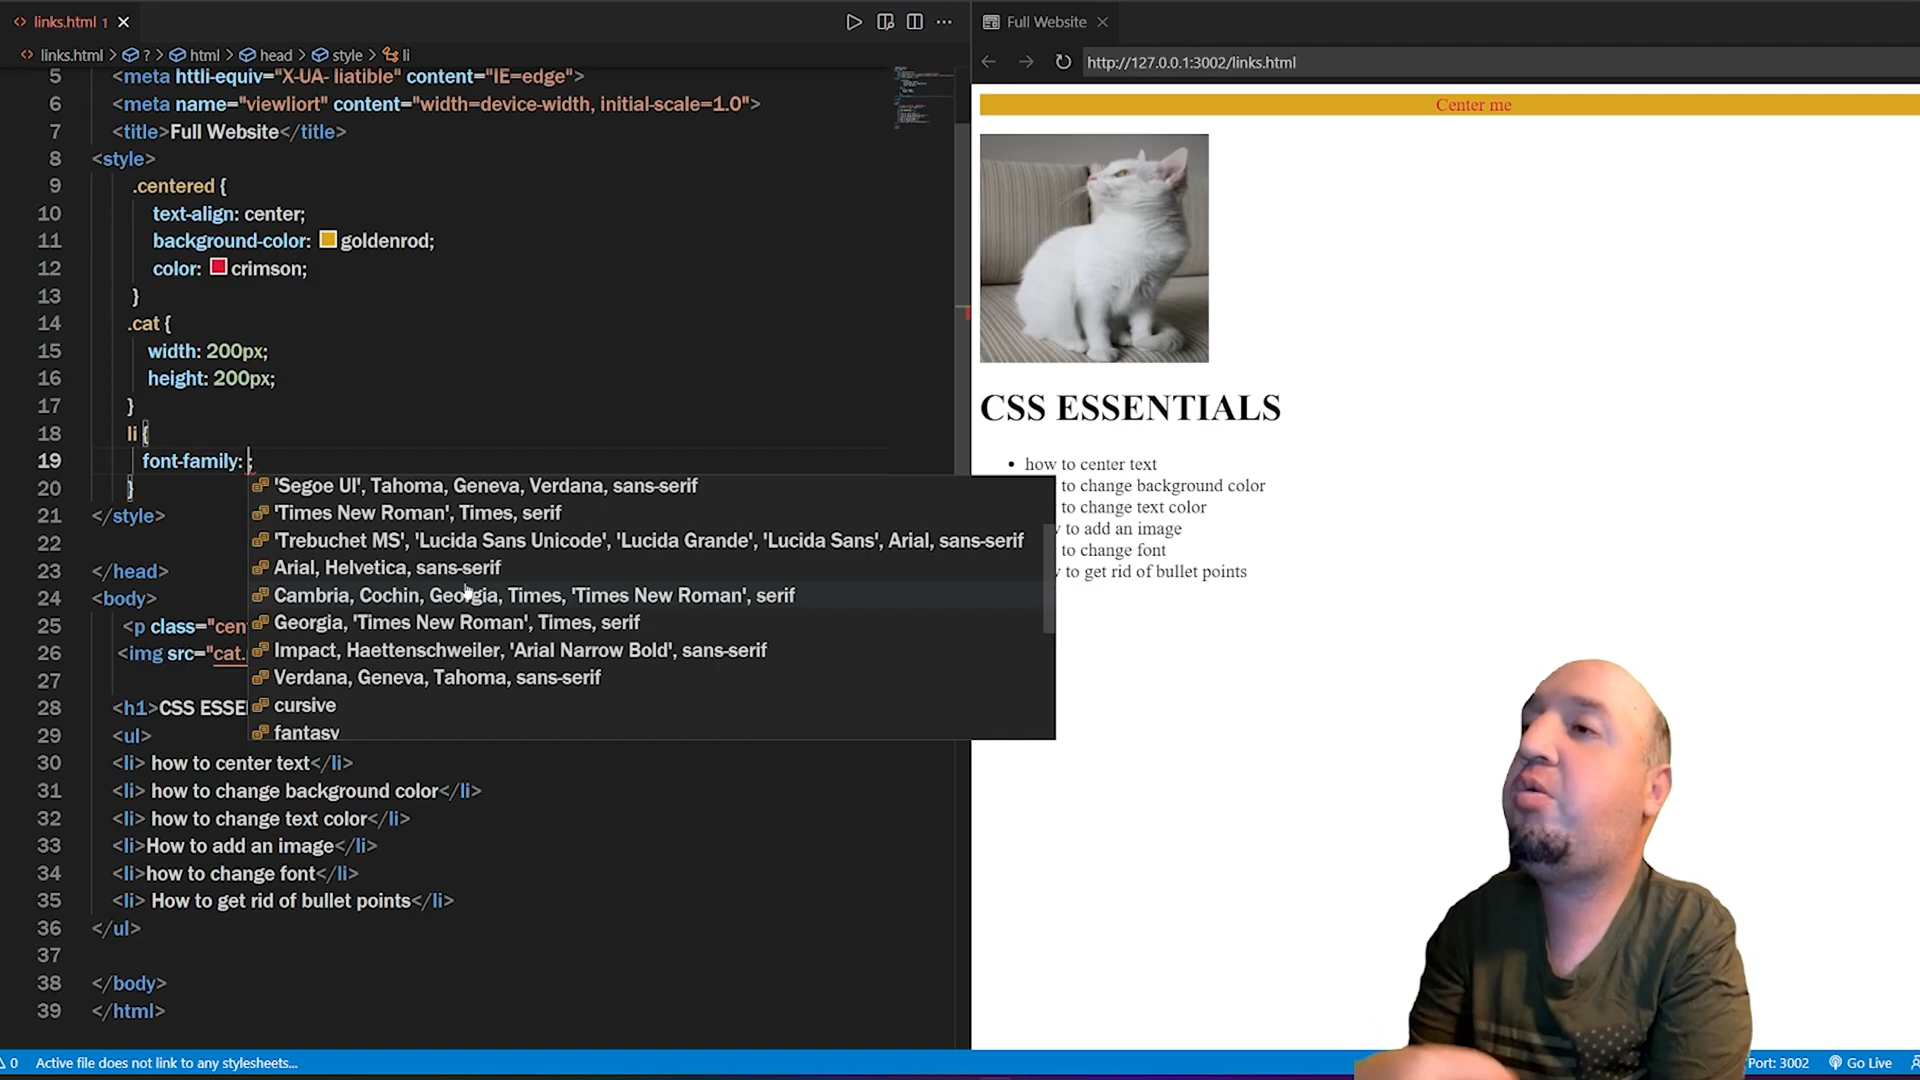 links.html 1
Full Website
links.html > ? > html > head > style > li
http://127.0.0.1:3002/links.html
5 <meta httli-equiv="X-UA- liatible" content="IE=edge">
6 <meta name="viewliort" content="width=device-width, initial-scale=1.0">
7 <title>Full Website</title>
8 <style>
9 .centered {
10 text-align: center;
11 background-color: goldenrod;
12 color: crimson;
13 }
14 .cat {
15 width: 200px;
16 height: 200px;
17 }
18 li {
19 font-family: ;
20 }
21 </style>
22
23 </head>
24 <body>
25 <p class="cen
26 <img src="cat.
27
28 <h1>CSS ESSE
29 <ul>
30 <li> how to center text</li>
31 <li> how to change background color</li>
32 <li> how to change text color</li>
33 <li>How to add an image</li>
34 <li>how to change font</li>
35 <li> How to get rid of bullet points</li>
36 </ul>
37
38 </body>
39 </html>
'Segoe UI', Tahoma, Geneva, Verdana, sans-serif
'Times New Roman', Times, serif
'Trebuchet MS', 'Lucida Sans Unicode', 'Lucida Grande', 'Lucida Sans', Arial, sans-serif
Arial, Helvetica, sans-serif
Cambria, Cochin, Georgia, Times, 'Times New Roman', serif
Georgia, 'Times New Roman', Times, serif
Impact, Haettenschweiler, 'Arial Narrow Bold', sans-serif
Verdana, Geneva, Tahoma, sans-serif
cursive
fantasy
Center me
CSS ESSENTIALS
• how to center text
to change background color
to change text color
to add an image
to change font
to get rid of bullet points
0 Active file does not link to any stylesheets...
Port: 3002 Go Live